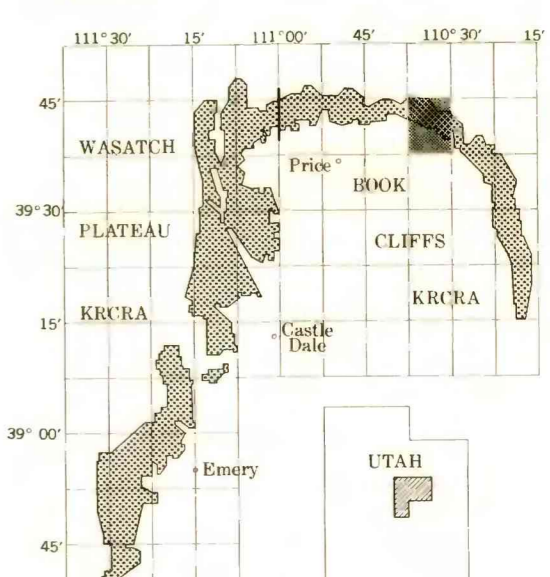 111° 30' 15' 111° 00' 45' 110° 30' 15'
45'
WASATCH
Price
BOOK
39° 30'
PLATEAU
CLIFFS
KRCRA
KRCRA
15'
Castle
Dale
39° 00'
Emery
UTAH
45'